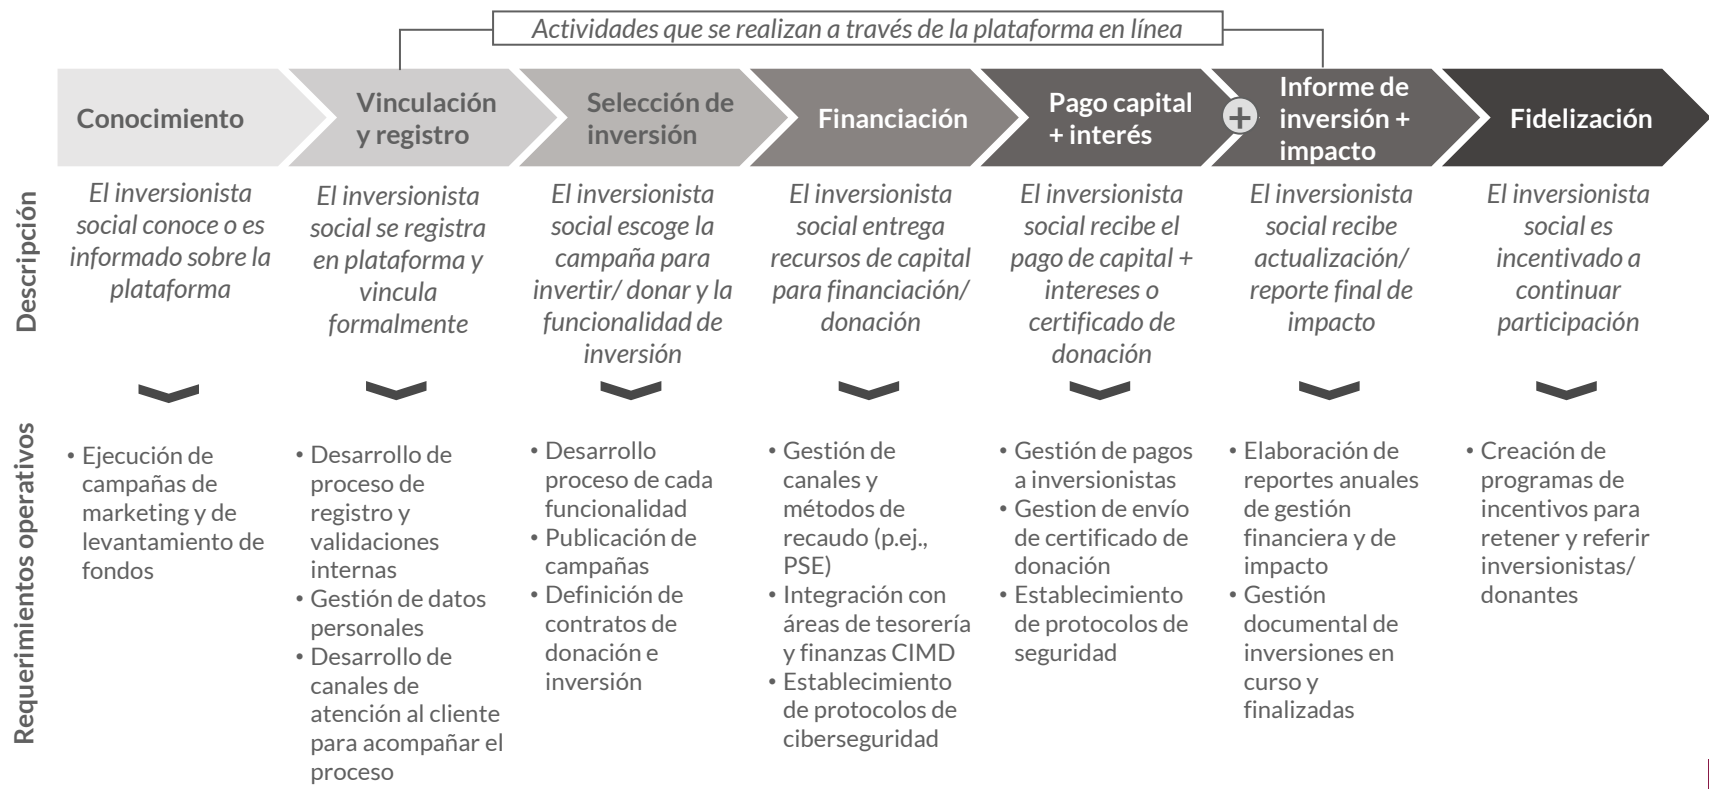 Actividades que se realizan a través de la plataforma en línea
Conocimiento
Vinculación
y registro
Selección de
inversión
Financiación
Pago capital
+ interés
+
Informe de
inversión +
impacto
Fidelización
Descripción
El inversionista
social conoce o es
informado sobre la
plataforma
El inversionista
social se registra
en plataforma y
vincula
formalmente
El inversionista
social escoge la
campaña para
invertir/ donar y la
funcionalidad de
inversión
El inversionista
social entrega
recursos de capital
para financiación/
donación
El inversionista
social recibe el
pago de capital +
intereses o
certificado de
donación
El inversionista
social recibe
actualización/
reporte final de
impacto
El inversionista
social es
incentivado a
continuar
participación
Requerimientos operativos
• Ejecución de
campañas de
marketing y de
levantamiento de
fondos
• Desarrollo de
proceso de
registro y
validaciones
internas
• Gestión de datos
personales
• Desarrollo de
canales de
atención al cliente
para acompañar el
proceso
• Desarrollo
proceso de cada
funcionalidad
• Publicación de
campañas
• Definición de
contratos de
donación e
inversión
• Gestión de
canales y
métodos de
recaudo (p.ej.,
PSE)
• Integración con
áreas de tesorería
y finanzas CIMD
• Establecimiento
de protocolos de
ciberseguridad
• Gestión de pagos
a inversionistas
• Gestion de envío
de certificado de
donación
• Establecimiento
de protocolos de
seguridad
• Elaboración de
reportes anuales
de gestión
financiera y de
impacto
• Gestión
documental de
inversiones en
curso y
finalizadas
• Creación de
programas de
incentivos para
retener y referir
inversionistas/
donantes